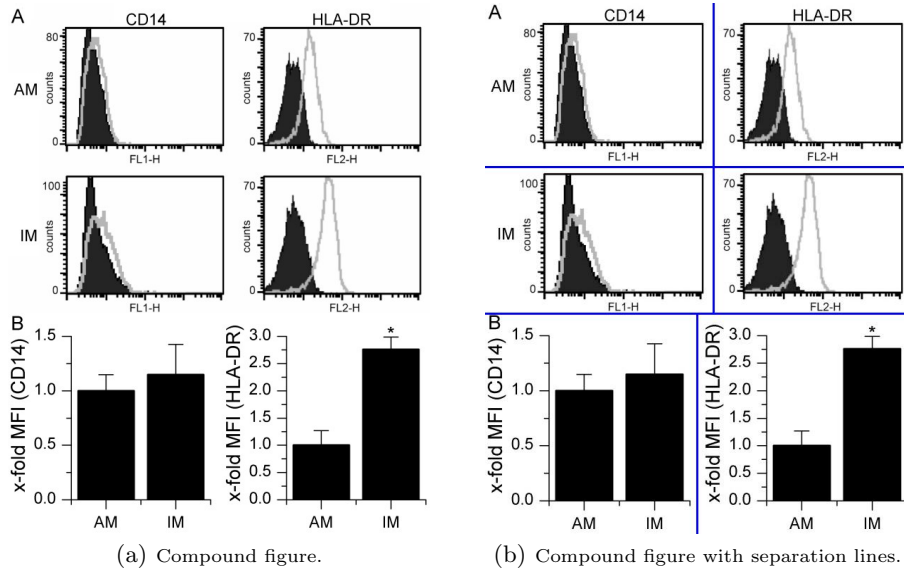 A
CD14
HLA-DR
AM
80
counts
0
FL1-H
70
counts
0
FL2-H
IM
100
counts
0
FL1-H
70
counts
0
FL2-H
B
x-fold MFI (CD14)
1.5
1.0
0.5
0.0
AM
IM
x-fold MFI (HLA-DR)
3.0
2.5
2.0
1.5
1.0
0.5
0.0
*
AM
IM
(a) Compound figure.
A
CD14
HLA-DR
AM
80
counts
0
FL1-H
70
counts
0
FL2-H
IM
100
counts
0
FL1-H
70
counts
0
FL2-H
B
x-fold MFI (CD14)
1.5
1.0
0.5
0.0
AM
IM
x-fold MFI (HLA-DR)
3.0
2.5
2.0
1.5
1.0
0.5
0.0
*
AM
IM
(b) Compound figure with separation lines.